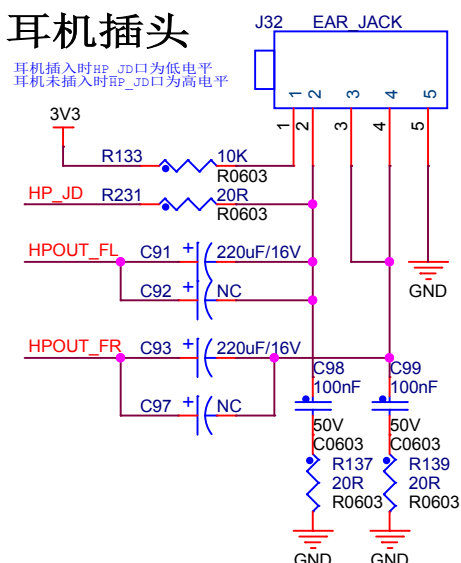 耳机插头
耳机插入时HP_JD口为低电平
耳机未插入时HP_JD口为高电平
J32 EAR_JACK
1 2 3 4 5
1 2 3 4 5
3V3
R133 10K
R0603
HP_JD R231 20R
R0603
HPOUT_FL C91 + 220uF/16V
C92 + NC
GND
HPOUT_FR C93 + 220uF/16V
C98 C99
100nF 100nF
C97 + NC
50V 50V
C0603 C0603
R137 R139
20R 20R
R0603 R0603
GND GND